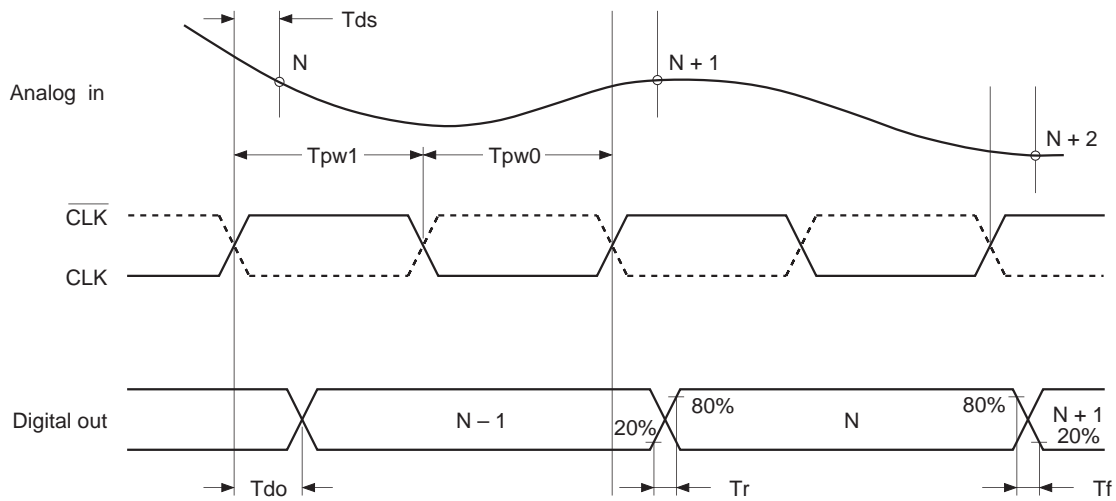 Tds
N
N + 1
Analog in
N + 2
Tpw1
Tpw0
CLK
CLK
N – 1
80%
N
80%
N + 1
Digital out
20%
20%
Tdo
Tr
Tf